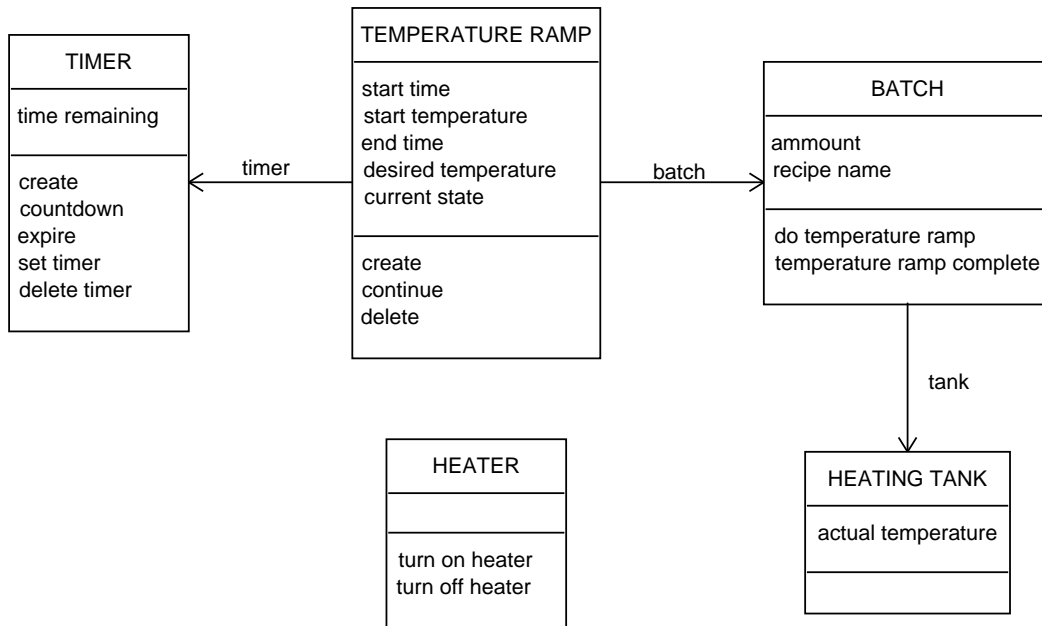 TIMER
time remaining
create
countdown
expire
set timer
delete timer
timer
TEMPERATURE RAMP
start time
start temperature
end time
desired temperature
current state
create
continue
delete
batch
BATCH
ammount
recipe name
do temperature ramp
temperature ramp complete
tank
HEATER
turn on heater
turn off heater
HEATING TANK
actual temperature